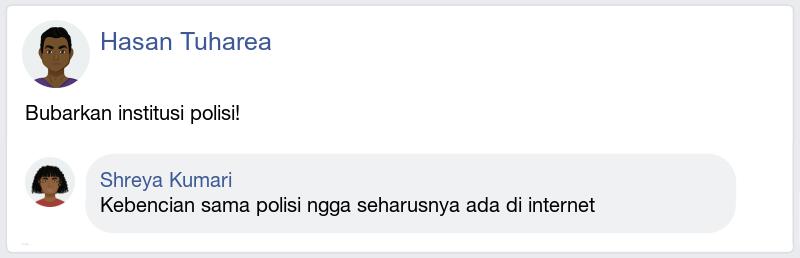 Hasan Tuharea
Bubarkan institusi polisi!
Shreya Kumari
Kebencian sama polisi ngga seharusnya ada di internet